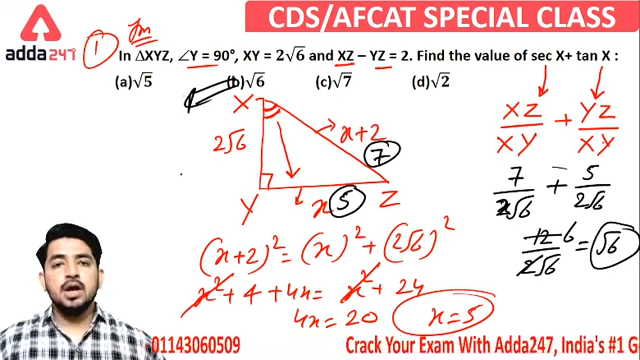 CDS/AFCAT SPECIAL CLASS
Adda247
1
In ΔXYZ, ∠Y = 90°, XY = 2√6 and XZ − YZ = 2. Find the value of sec X+ tan X :
(a)√5 (b)√6 (c)√7 (d)√2
X
2√6
x+2
7
Y
x 5
Z
XZ/XY + YZ/XY
7/2√6 + 5/2√6
12 6/2√6 = √6
(x+2)² = (x)² + (2√6)²
x² + 4 + 4x = x² + 24
4x = 20
x = 5
01143060509
Crack Your Exam With Adda247, India's #1 G